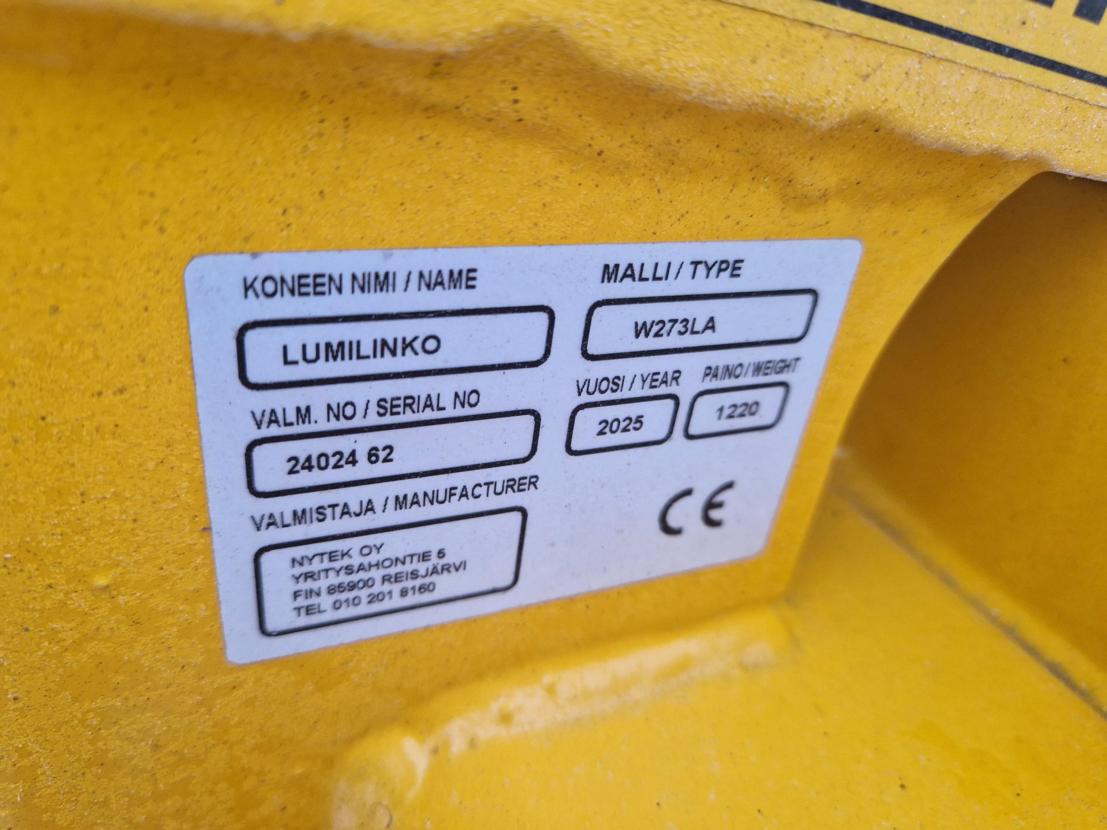 KONEEN NIMI / NAME
LUMILINKO
MALLI / TYPE
W273LA
VALM. NO / SERIAL NO
24024 62
VUOSI / YEAR
2025
PAINO / WEIGHT
1220
VALMISTAJA / MANUFACTURER
NYTEK OY
YRITYSAHONTIE 5
FIN 85900 REISJÄRVI
TEL 010 201 8160
CE